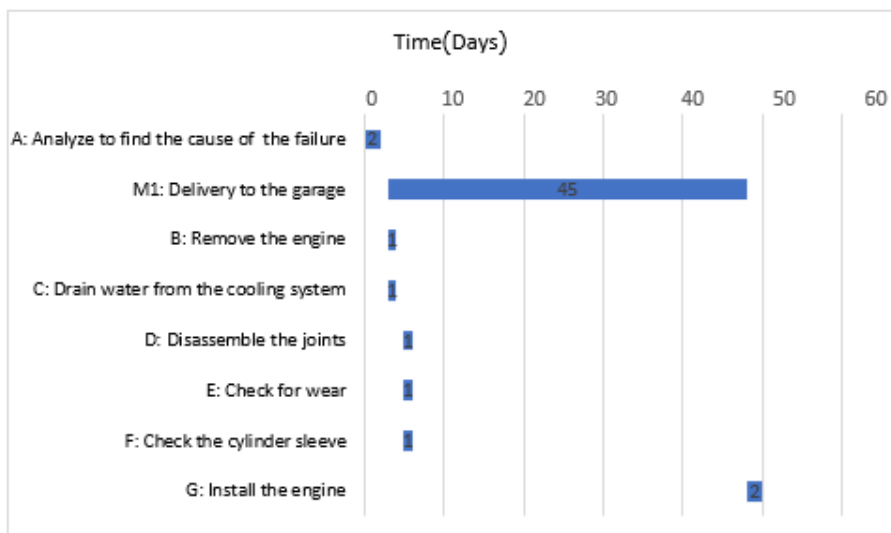 Time(Days)
0 10 20 30 40 50 60
A: Analyze to find the cause of the failure 2
M1: Delivery to the garage 45
B: Remove the engine 1
C: Drain water from the cooling system 1
D: Disassemble the joints 1
E: Check for wear 1
F: Check the cylinder sleeve 1
G: Install the engine 2